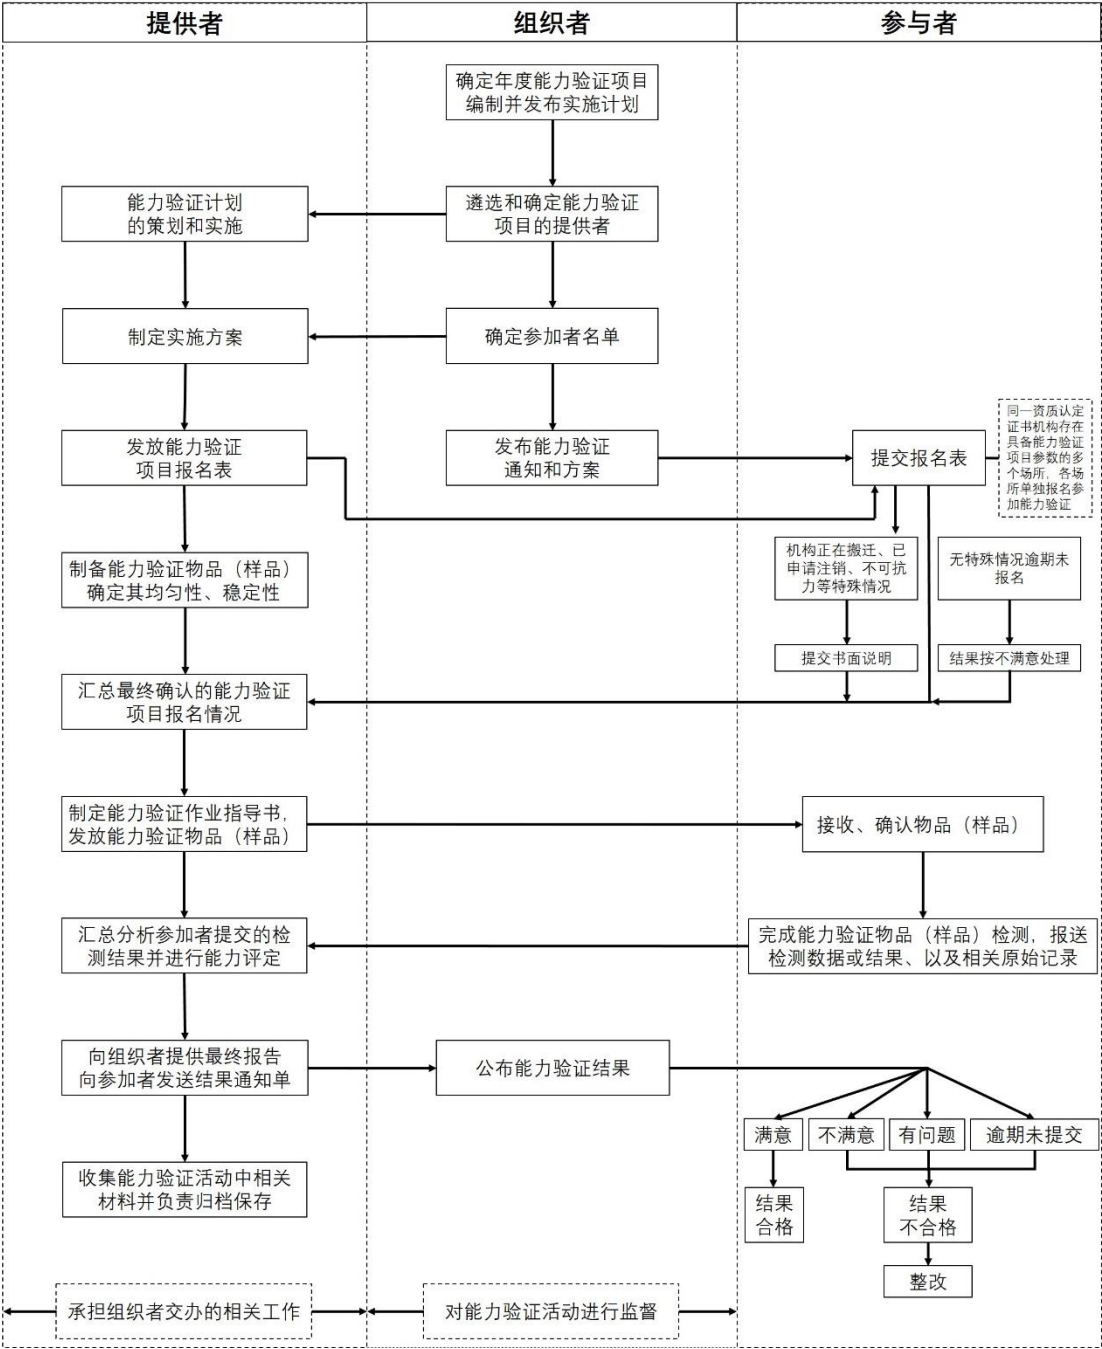 提供者
组织者
参与者
确定年度能力验证项目
编制并发布实施计划
能力验证计划
的策划和实施
遴选和确定能力验证
项目的提供者
制定实施方案
确定参加者名单
发放能力验证
项目报名表
发布能力验证
通知和方案
提交报名表
同一资质认定
证书机构存在
具备能力验证
项目参数的多
个场所，各场
所单独报名参
加能力验证
机构正在搬迁、已
申请注销、不可抗
力等特殊情况
无特殊情况逾期未
报名
制备能力验证物品（样品）
确定其均匀性、稳定性
提交书面说明
结果按不满意处理
汇总最终确认的能力验证
项目报名情况
制定能力验证作业指导书，
发放能力验证物品（样品）
接收、确认物品（样品）
汇总分析参加者提交的检
测结果并进行能力评定
完成能力验证物品（样品）检测，报送
检测数据或结果、以及相关原始记录
向组织者提供最终报告
向参加者发送结果通知单
公布能力验证结果
满意
不满意
有问题
逾期未提交
收集能力验证活动中相关
材料并负责归档保存
结果
合格
结果
不合格
整改
承担组织者交办的相关工作
对能力验证活动进行监督